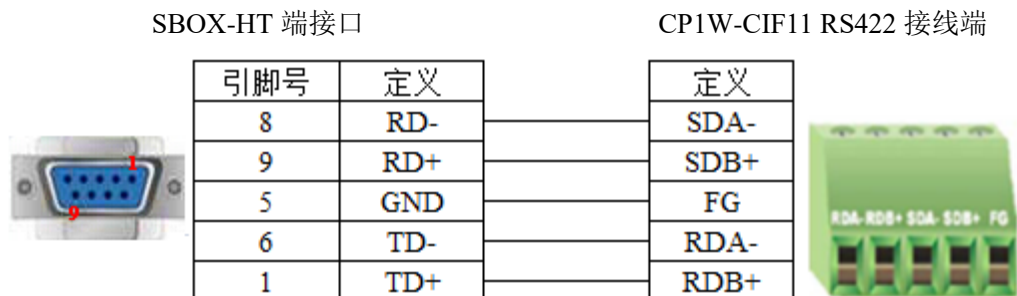 SBOX-HT 端接口 CP1W-CIF11 RS422 接线端
引脚号 定义 定义
8 RD- SDA-
9 RD+ SDB+
5 GND FG
6 TD- RDA-
1 TD+ RDB+
1
9
RDA- RDB+ SDA- SDB+ FG